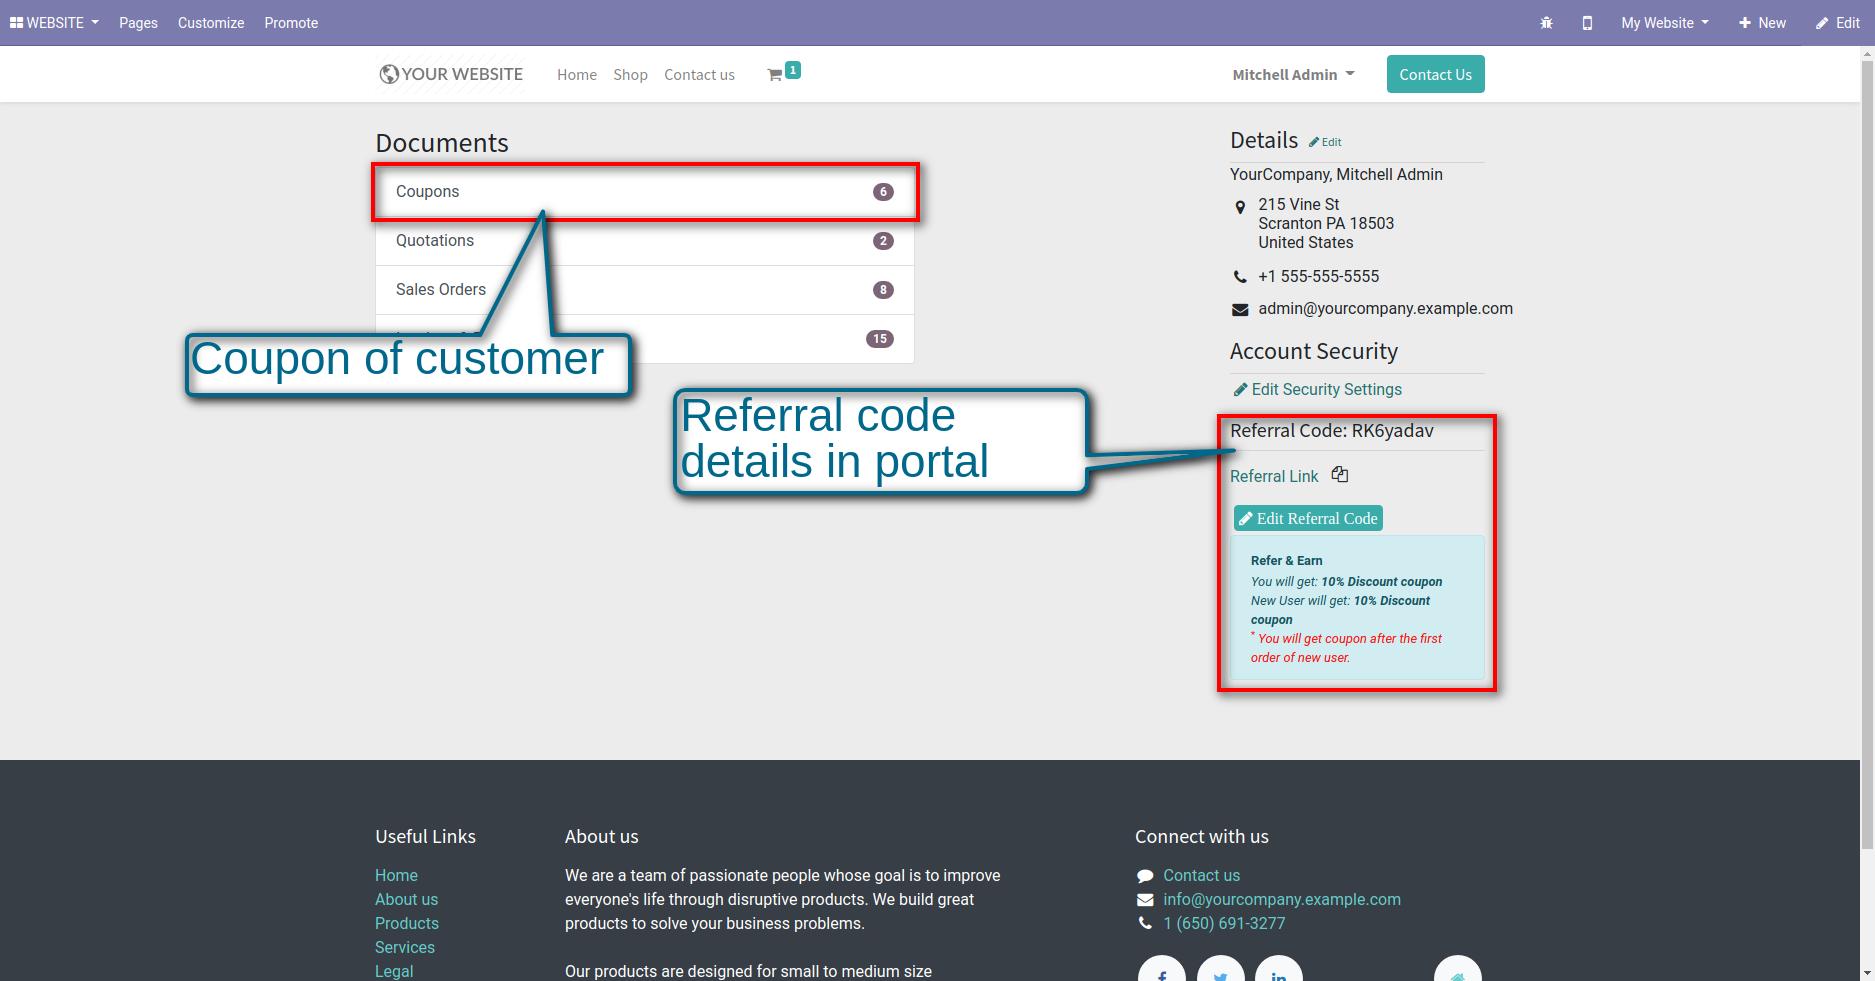 WEBSITE Pages Customize Promote My Website New Edit
YOUR WEBSITE Home Shop Contact us 1 Mitchell Admin Contact Us
Documents
Coupons 6
Quotations 2
Sales Orders 8
15
Coupon of customer
Referral code
details in portal
Details Edit
YourCompany, Mitchell Admin
215 Vine St
Scranton PA 18503
United States
+1 555-555-5555
admin@yourcompany.example.com
Account Security
Edit Security Settings
Referral Code: RK6yadav
Referral Link
Edit Referral Code
Refer & Earn
You will get: 10% Discount coupon
New User will get: 10% Discount
coupon
* You will get coupon after the first
order of new user.
Useful Links
Home
About us
Products
Services
Legal
About us
We are a team of passionate people whose goal is to improve
everyone's life through disruptive products. We build great
products to solve your business problems.
Our products are designed for small to medium size
Connect with us
Contact us
info@yourcompany.example.com
1 (650) 691-3277